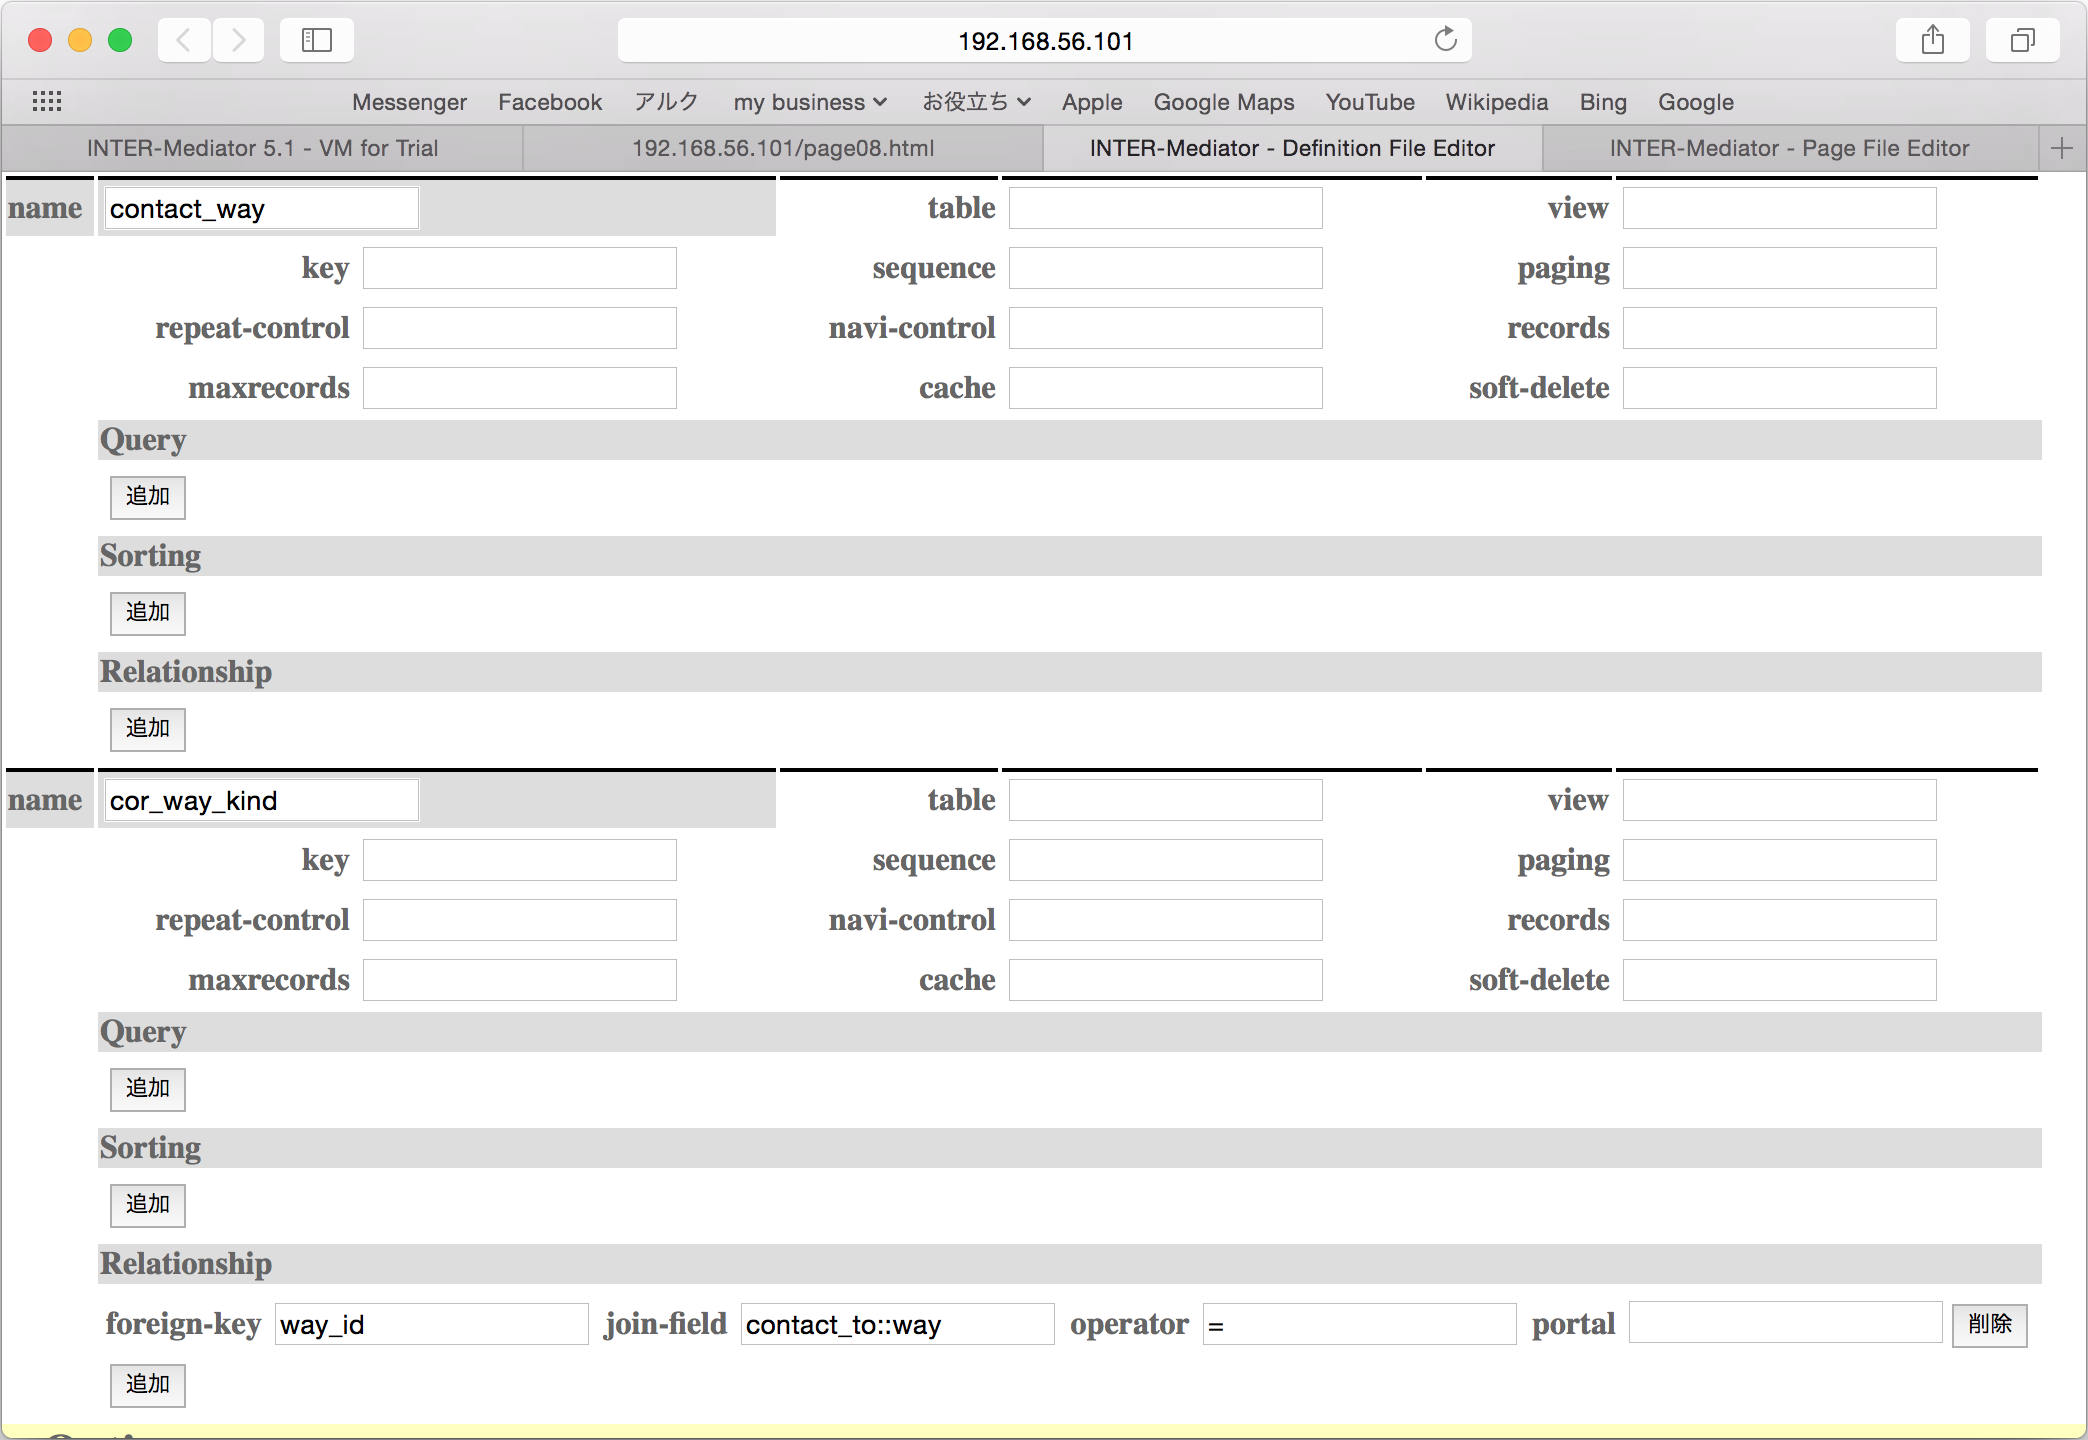 192.168.56.101
Messenger Facebook アルク my business お役立ち Apple Google Maps YouTube Wikipedia Bing Google
INTER-Mediator 5.1 - VM for Trial 192.168.56.101/page08.html INTER-Mediator - Definition File Editor INTER-Mediator - Page File Editor
name contact_way table view
key sequence paging
repeat-control navi-control records
maxrecords cache soft-delete
Query
追加
Sorting
追加
Relationship
追加
name cor_way_kind table view
key sequence paging
repeat-control navi-control records
maxrecords cache soft-delete
Query
追加
Sorting
追加
Relationship
foreign-key way_id join-field contact_to::way operator = portal 削除
追加